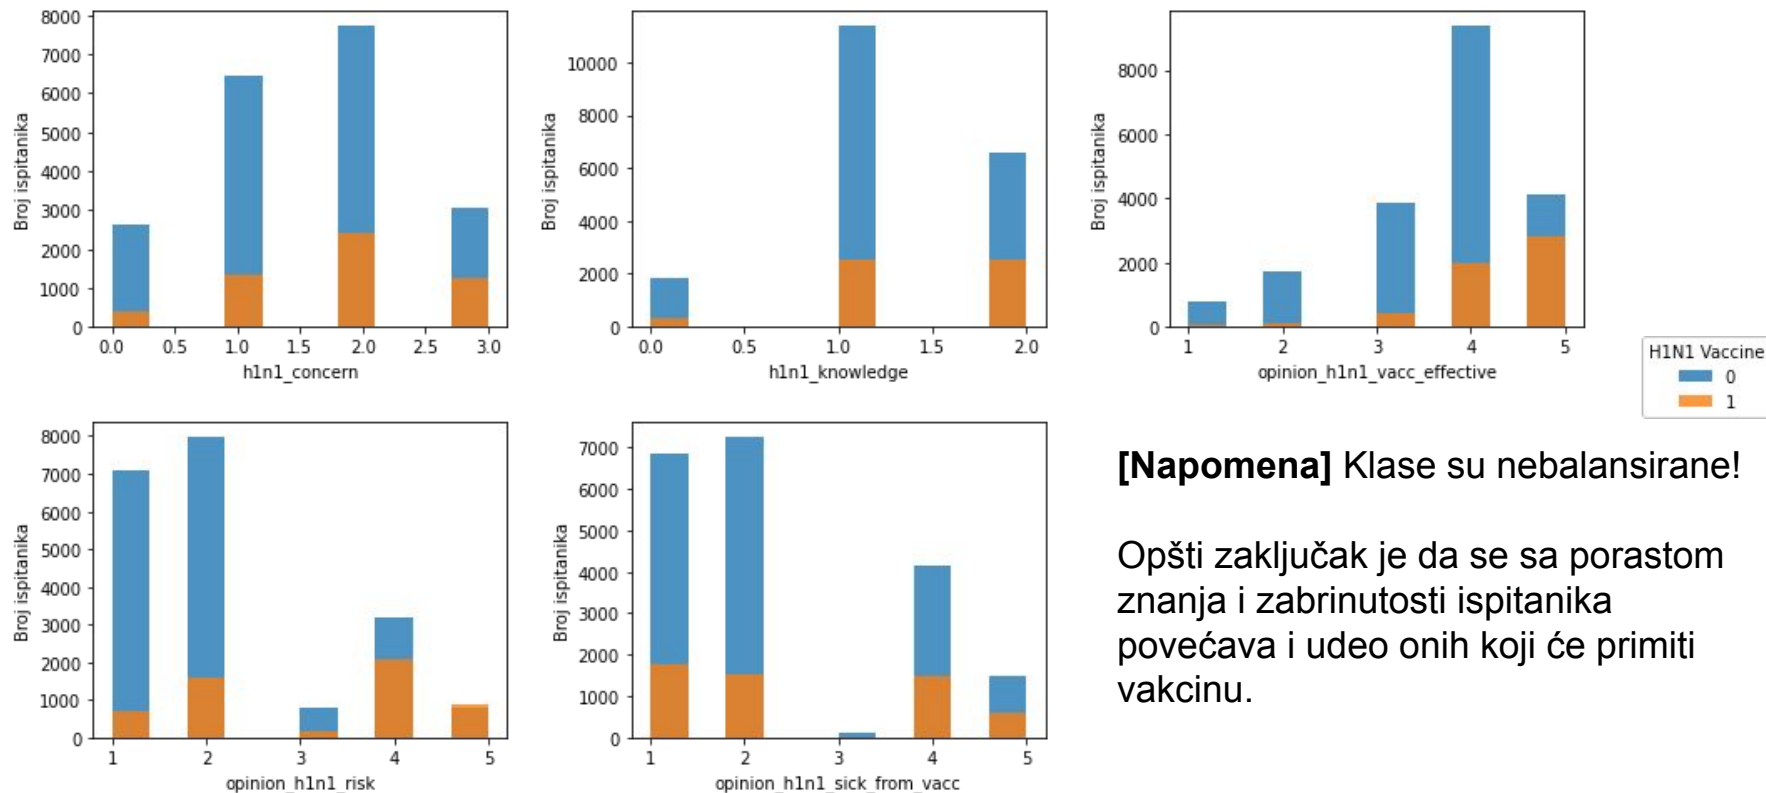 8000
7000
6000
5000
4000
3000
2000
1000
0
Broj ispitanika
0.0 0.5 1.0 1.5 2.0 2.5 3.0
h1n1_concern
10000
8000
6000
4000
2000
0
Broj ispitanika
0.0 0.5 1.0 1.5 2.0
h1n1_knowledge
8000
6000
4000
2000
0
Broj ispitanika
1 2 3 4 5
opinion_h1n1_vacc_effective
H1N1 Vaccine
0
1
8000
7000
6000
5000
4000
3000
2000
1000
0
Broj ispitanika
1 2 3 4 5
opinion_h1n1_risk
7000
6000
5000
4000
3000
2000
1000
0
Broj ispitanika
1 2 3 4 5
opinion_h1n1_sick_from_vacc
[Napomena] Klase su nebalansirane!
Opšti zaključak je da se sa porastom
znanja i zabrinutosti ispitanika
povećava i udeo onih koji će primiti
vakcinu.